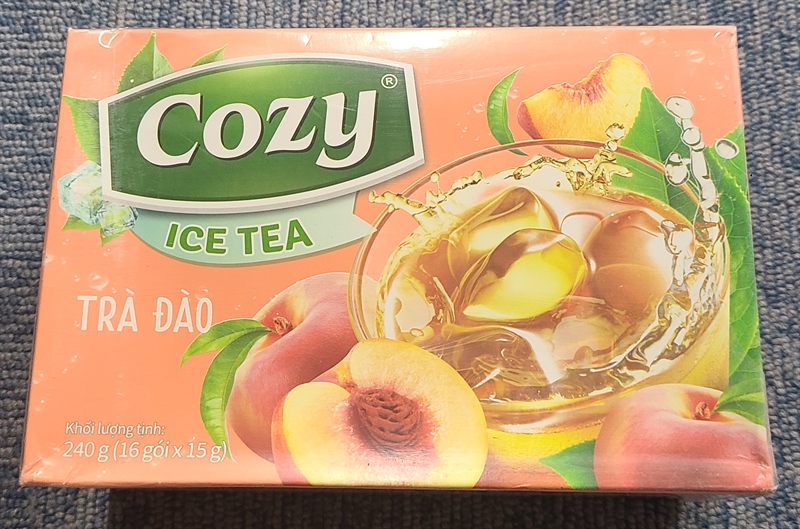 Cozy®
ICE TEA
TRÀ ĐÀO
Khối lượng tịnh:
240 g (16 gói x 15 g)